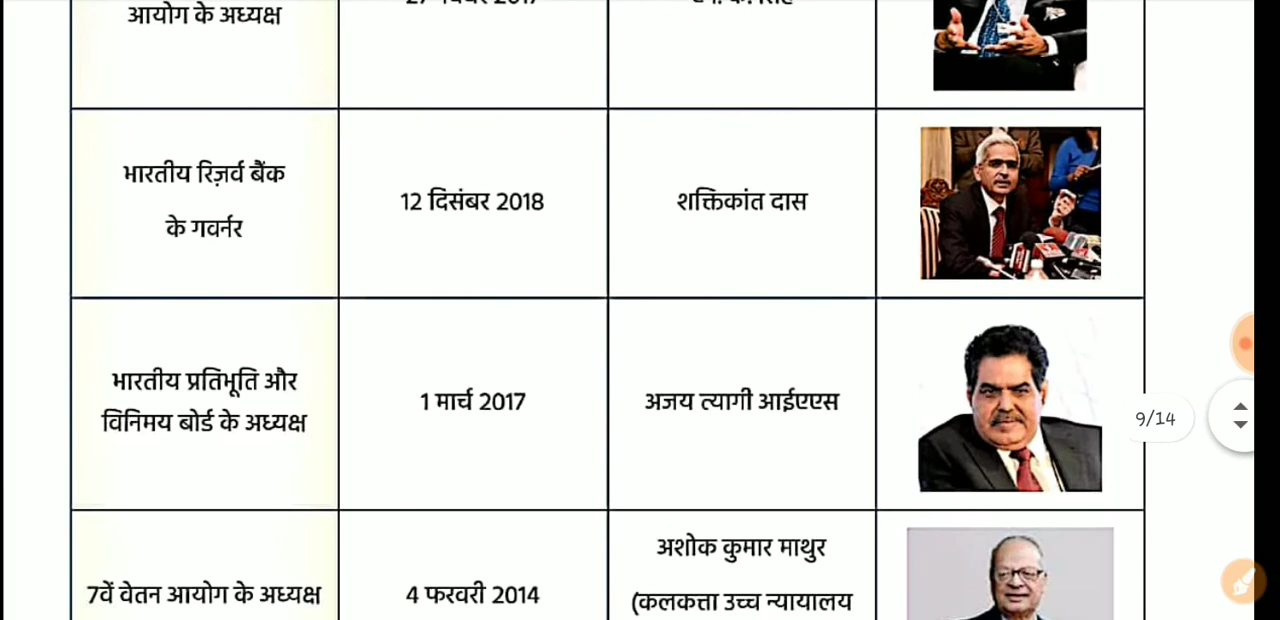 आयोग के अध्यक्ष
भारतीय रिज़र्व बैंक
के गवर्नर
12 दिसंबर 2018
शक्तिकांत दास
भारतीय प्रतिभूति और
विनिमय बोर्ड के अध्यक्ष
1 मार्च 2017
अजय त्यागी आईएएस
9/14
7वें वेतन आयोग के अध्यक्ष
4 फरवरी 2014
अशोक कुमार माथुर
(कलकत्ता उच्च न्यायालय